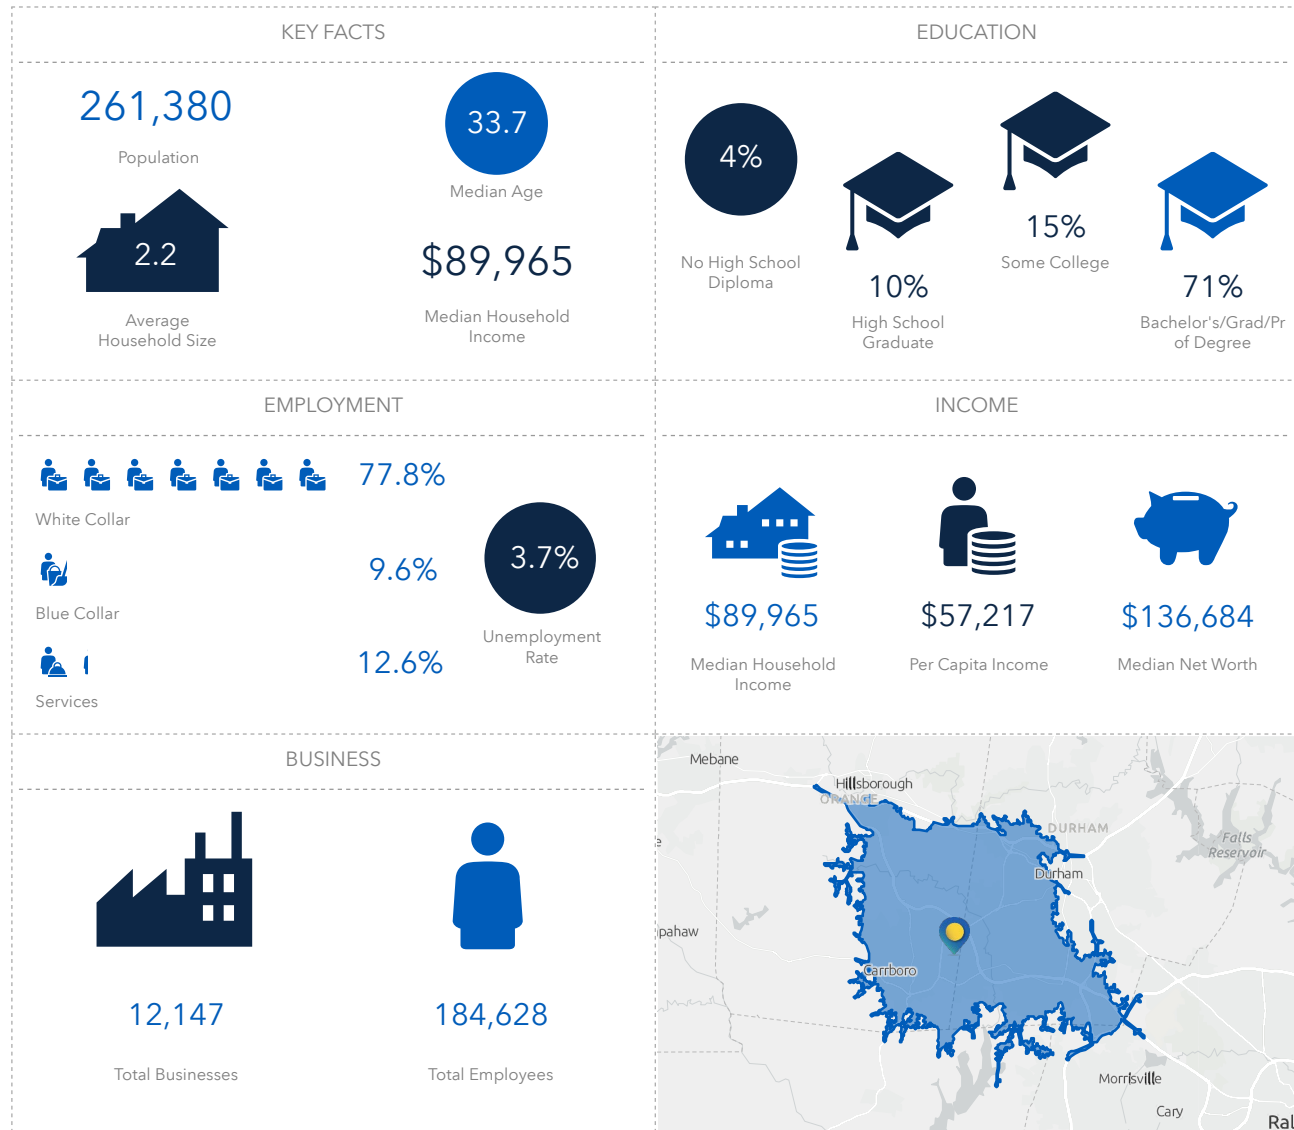 KEY FACTS
261,380
Population
33.7
Median Age
2.2
Average
Household Size
$89,965
Median Household
Income
EDUCATION
4%
No High School
Diploma
10%
High School
Graduate
15%
Some College
71%
Bachelor's/Grad/Pr
of Degree
EMPLOYMENT
77.8%
White Collar
9.6%
Blue Collar
12.6%
Services
3.7%
Unemployment
Rate
INCOME
$89,965
Median Household
Income
$57,217
Per Capita Income
$136,684
Median Net Worth
BUSINESS
12,147
Total Businesses
184,628
Total Employees
Mebane
Hillsborough
ORANGE
DURHAM
Falls
Reservoir
e
Durham
pahaw
Carrboro
Morrisville
Cary
Ral